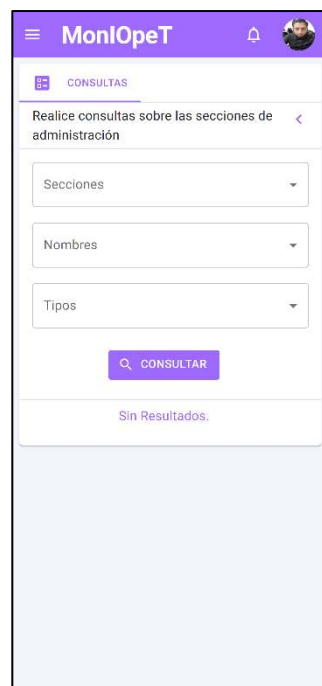 MonIOpeT
CONSULTAS
Realice consultas sobre las secciones de
administración
Secciones
Nombres
Tipos
CONSULTAR
Sin Resultados.